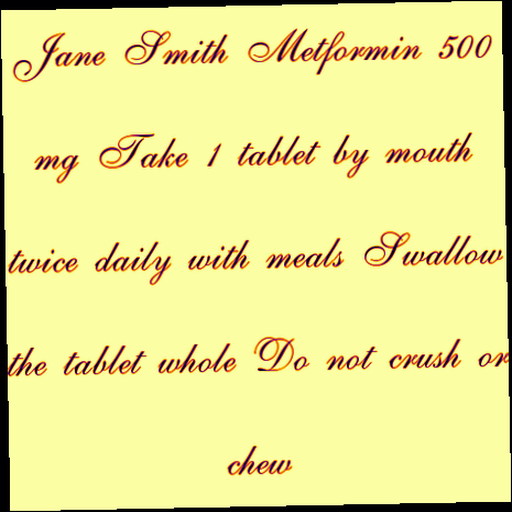 Jane Smith Metformin 500
mg Take 1 tablet by mouth
twice daily with meals Swallow
the tablet whole Do not crush or
chew